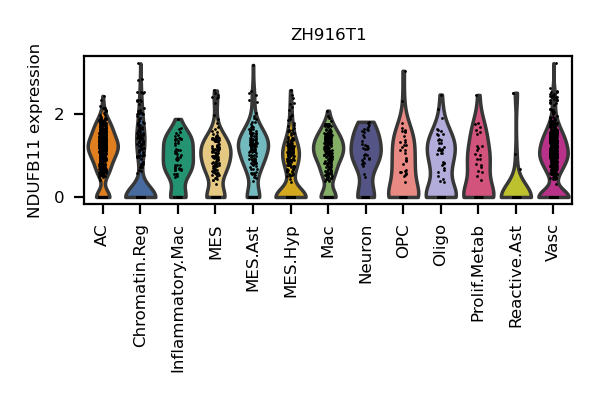 ZH916T1
NDUFB11 expression
2
0
AC
Chromatin.Reg
Inflammatory.Mac
MES
MES.Ast
MES.Hyp
Mac
Neuron
OPC
Oligo
Prolif.Metab
Reactive.Ast
Vasc